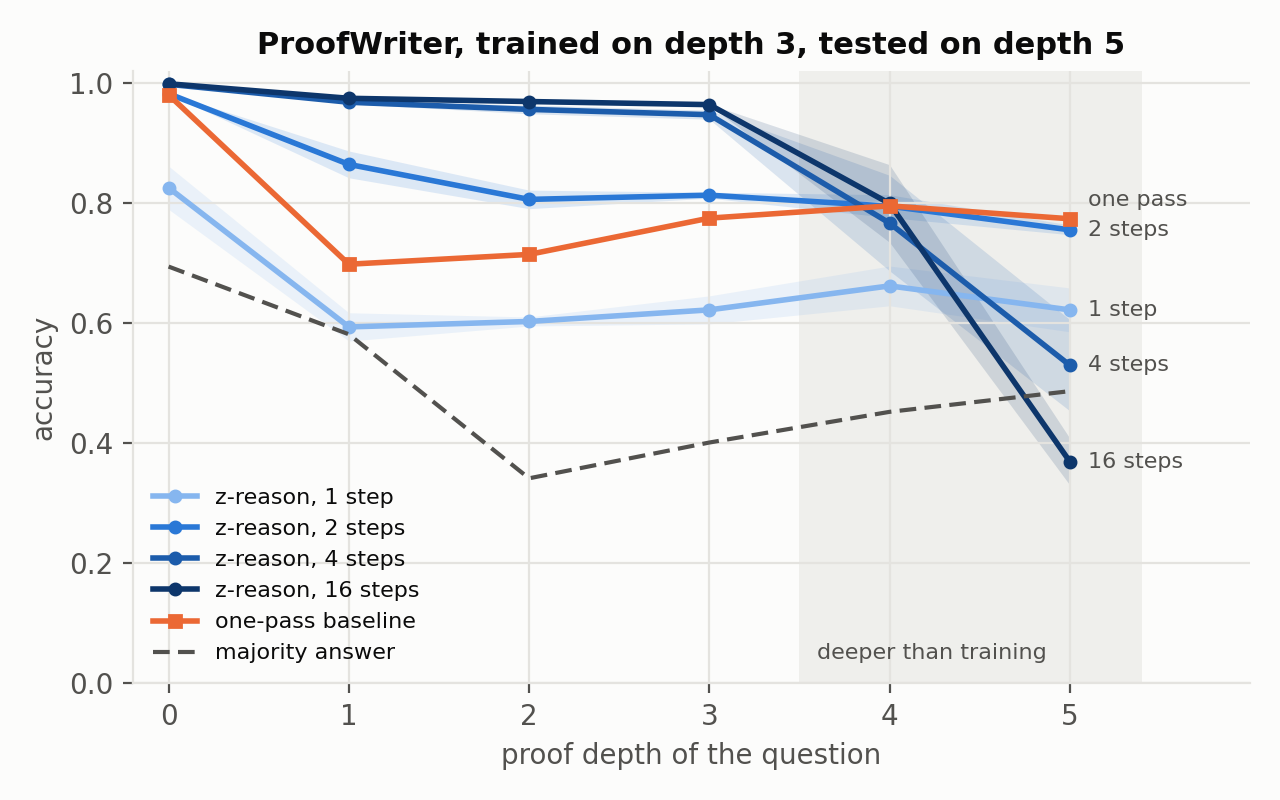 ProofWriter, trained on depth 3, tested on depth 5
accuracy
1.0
0.8
0.6
0.4
0.2
0.0
one pass
2 steps
1 step
4 steps
16 steps
z-reason, 1 step
z-reason, 2 steps
z-reason, 4 steps
z-reason, 16 steps
one-pass baseline
majority answer
deeper than training
0 1 2 3 4 5
proof depth of the question